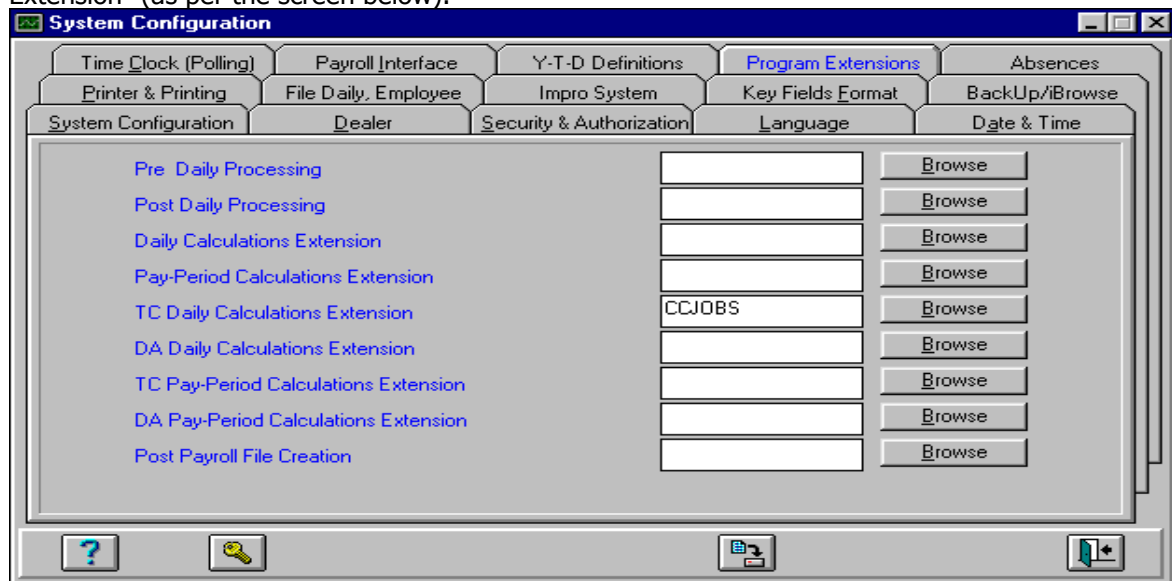 Extension" (as per the screen below).
System Configuration
Time Clock (Polling) Payroll Interface Y-T-D Definitions Program Extensions Absences
Printer & Printing File Daily, Employee Impro System Key Fields Format BackUp/iBrowse
System Configuration Dealer Security & Authorization Language Date & Time
Pre Daily Processing Browse
Post Daily Processing Browse
Daily Calculations Extension Browse
Pay-Period Calculations Extension Browse
TC Daily Calculations Extension CCJOBS Browse
DA Daily Calculations Extension Browse
TC Pay-Period Calculations Extension Browse
DA Pay-Period Calculations Extension Browse
Post Payroll File Creation Browse